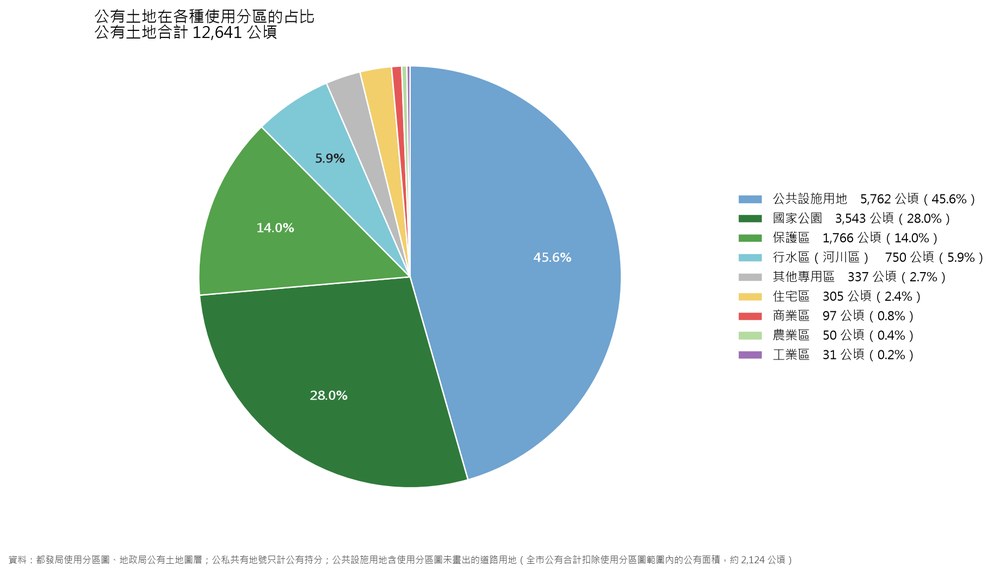 公有土地在各種使用分區的占比
公有土地合計 12,641 公頃
45.6%
28.0%
14.0%
5.9%
公共設施用地 5,762 公頃 ( 45.6% )
國家公園 3,543 公頃 ( 28.0% )
保護區 1,766 公頃 ( 14.0% )
行水區 ( 河川區 ) 750 公頃 ( 5.9% )
其他專用區 337 公頃 ( 2.7% )
住宅區 305 公頃 ( 2.4% )
商業區 97 公頃 ( 0.8% )
農業區 50 公頃 ( 0.4% )
工業區 31 公頃 ( 0.2% )
資料：都發局使用分區圖、地政局公有土地圖層；公私共有地號只計公有持分；公共設施用地含使用分區圖未畫出的道路用地 ( 全市公有合計扣除使用分區圖範圍內的公有面積，約 2,124 公頃 )